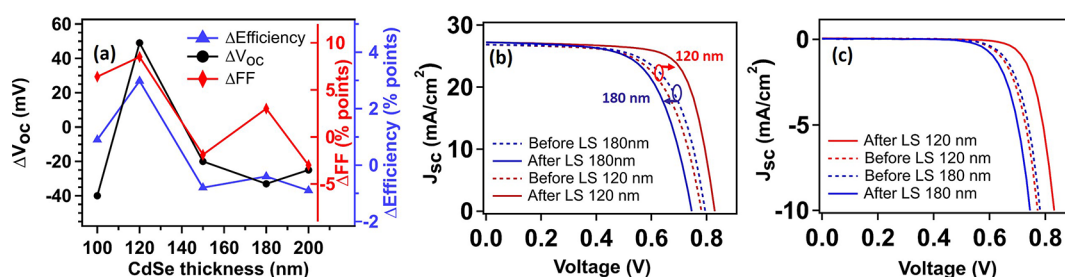 (a)
ΔEfficiency
ΔV_OC
ΔFF
ΔV_OC (mV)
60
40
20
0
-20
-40
100
120
140
160
180
200
CdSe thickness (nm)
10
5
0
-5
ΔFF (% points)
4
3
2
1
0
-1
-2
ΔEfficiency (% points)
(b)
120 nm
180 nm
Before LS 180nm
After LS 180nm
Before LS 120 nm
After LS 120 nm
J_SC (mA/cm²)
30
20
10
0
0.0
0.2
0.4
0.6
0.8
Voltage (V)
(c)
After LS 120 nm
Before LS 120 nm
Before LS 180 nm
After LS 180 nm
J_SC (mA/cm²)
0
-5
-10
0.0
0.2
0.4
0.6
0.8
Voltage (V)